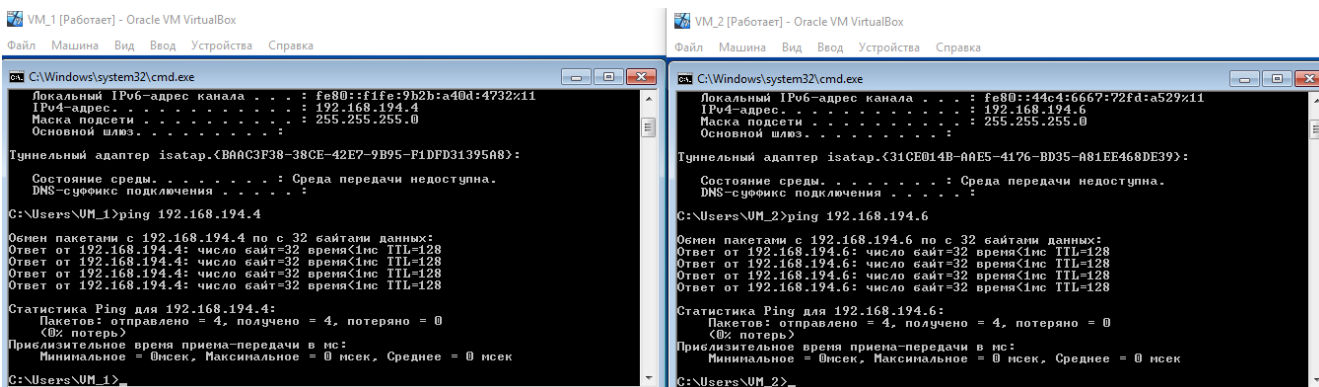 VM_1 [Работает] - Oracle VM VirtualBox
Файл Машина Вид Ввод Устройства Справка
C:\Windows\system32\cmd.exe
Локальный IPv6-адрес канала . . . : fe80::f1fe:9b2b:a40d:4732%11
IPv4-адрес. . . . . . . . . . . . : 192.168.194.4
Маска подсети . . . . . . . . . . : 255.255.255.0
Основной шлюз. . . . . . . . . :
Туннельный адаптер isatap.{BAAC3F38-38CE-42E7-9B95-F1DFD31395A8}:
Состояние среды. . . . . . . . : Среда передачи недоступна.
DNS-суффикс подключения . . . . . :
C:\Users\VM_1>ping 192.168.194.4
Обмен пакетами с 192.168.194.4 по с 32 байтами данных:
Ответ от 192.168.194.4: число байт=32 время<1мс TTL=128
Ответ от 192.168.194.4: число байт=32 время<1мс TTL=128
Ответ от 192.168.194.4: число байт=32 время<1мс TTL=128
Ответ от 192.168.194.4: число байт=32 время<1мс TTL=128
Статистика Ping для 192.168.194.4:
Пакетов: отправлено = 4, получено = 4, потеряно = 0
(0% потерь)
Приблизительное время приема-передачи в мс:
Минимальное = 0мсек, Максимальное = 0 мсек, Среднее = 0 мсек
C:\Users\VM_1>_
VM_2 [Работает] - Oracle VM VirtualBox
Файл Машина Вид Ввод Устройства Справка
C:\Windows\system32\cmd.exe
Локальный IPv6-адрес канала . . . : fe80::44c4:6667:72fd:a529%11
IPv4-адрес. . . . . . . . . . . . : 192.168.194.6
Маска подсети . . . . . . . . . . : 255.255.255.0
Основной шлюз. . . . . . . . . :
Туннельный адаптер isatap.{31CE014B-AAE5-4176-BD35-A81EE468DE39}:
Состояние среды. . . . . . . . : Среда передачи недоступна.
DNS-суффикс подключения . . . . . :
C:\Users\VM_2>ping 192.168.194.6
Обмен пакетами с 192.168.194.6 по с 32 байтами данных:
Ответ от 192.168.194.6: число байт=32 время<1мс TTL=128
Ответ от 192.168.194.6: число байт=32 время<1мс TTL=128
Ответ от 192.168.194.6: число байт=32 время<1мс TTL=128
Ответ от 192.168.194.6: число байт=32 время<1мс TTL=128
Статистика Ping для 192.168.194.6:
Пакетов: отправлено = 4, получено = 4, потеряно = 0
(0% потерь)
Приблизительное время приема-передачи в мс:
Минимальное = 0мсек, Максимальное = 0 мсек, Среднее = 0 мсек
C:\Users\VM_2>_